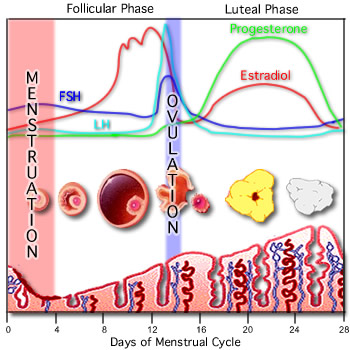 Follicular Phase
Luteal Phase
Progesterone
Estradiol
FSH
LH
MENSTRUATION
OVULATION
0 4 8 12 16 20 24 28
Days of Menstrual Cycle